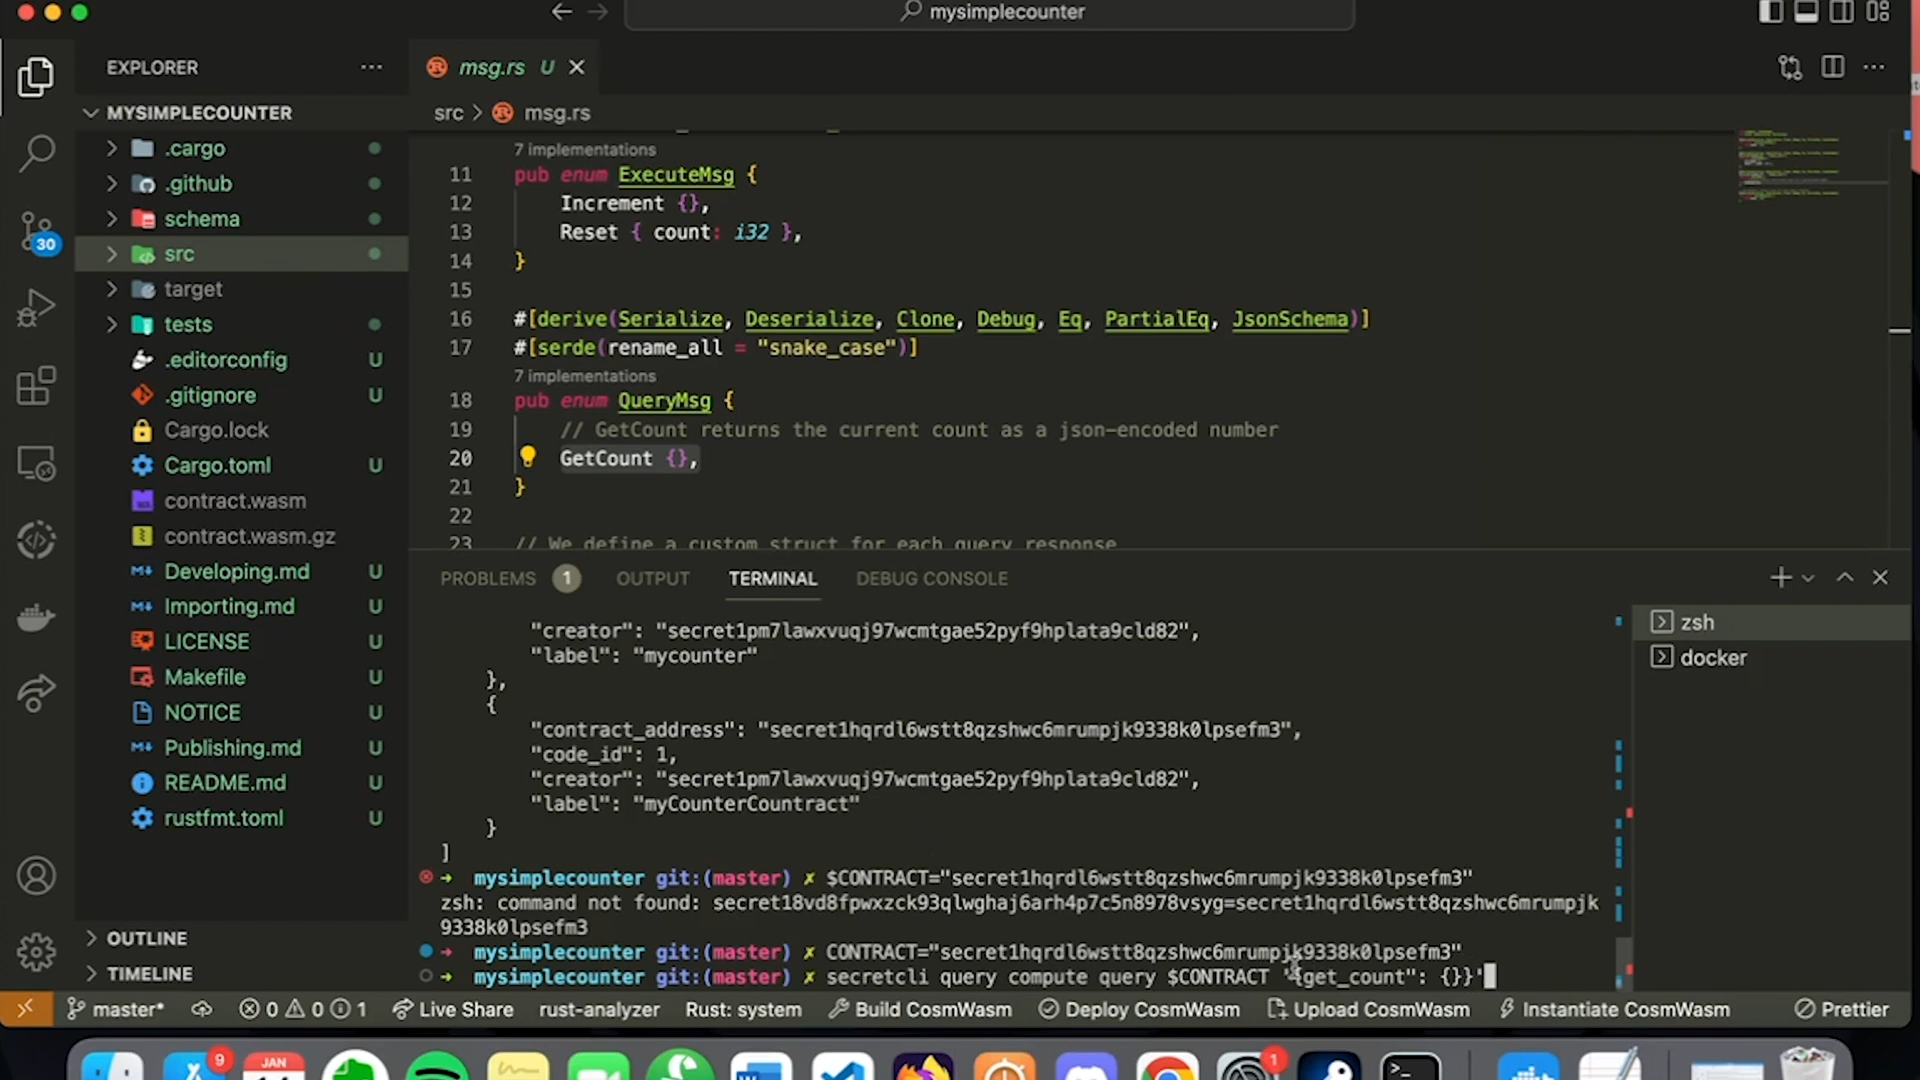 mysimplecounter
EXPLORER
msg.rs U
MYSIMPLECOUNTER
src > msg.rs
.cargo
.github
schema
30
src
target
tests
.editorconfig U
.gitignore U
Cargo.lock
Cargo.toml U
contract.wasm
contract.wasm.gz
Developing.md U
Importing.md U
LICENSE U
Makefile U
NOTICE U
Publishing.md U
README.md U
rustfmt.toml U
OUTLINE
TIMELINE
7 implementations
11 pub enum ExecuteMsg {
12 Increment {},
13 Reset { count: i32 },
14 }
15
16 #[derive(Serialize, Deserialize, Clone, Debug, Eq, PartialEq, JsonSchema)]
17 #[serde(rename_all = "snake_case")]
7 implementations
18 pub enum QueryMsg {
19 // GetCount returns the current count as a json-encoded number
20 GetCount {},
21 }
22
23 // We define a custom struct for each query response
PROBLEMS 1 OUTPUT TERMINAL DEBUG CONSOLE
zsh
docker
"creator": "secret1pm7lawxvuqj97wcmtgae52pyf9hplata9cld82",
"label": "mycounter"
},
{
"contract_address": "secret1hqrdl6wstt8qzshwc6mrumpjk9338k0lpsefm3",
"code_id": 1,
"creator": "secret1pm7lawxvuqj97wcmtgae52pyf9hplata9cld82",
"label": "myCounterCountract"
}
]
➜ mysimplecounter git:(master) ✗ $CONTRACT="secret1hqrdl6wstt8qzshwc6mrumpjk9338k0lpsefm3"
zsh: command not found: secret18vd8fpwxzck93qlwghaj6arh4p7c5n8978vsyg=secret1hqrdl6wstt8qzshwc6mrumpjk
9338k0lpsefm3
➜ mysimplecounter git:(master) ✗ CONTRACT="secret1hqrdl6wstt8qzshwc6mrumpjk9338k0lpsefm3"
➜ mysimplecounter git:(master) ✗ secretcli query compute query $CONTRACT '{get_count": {}}'
master* 0 0 1 Live Share rust-analyzer Rust: system Build CosmWasm Deploy CosmWasm Upload CosmWasm Instantiate CosmWasm Prettier
9 JAN 1